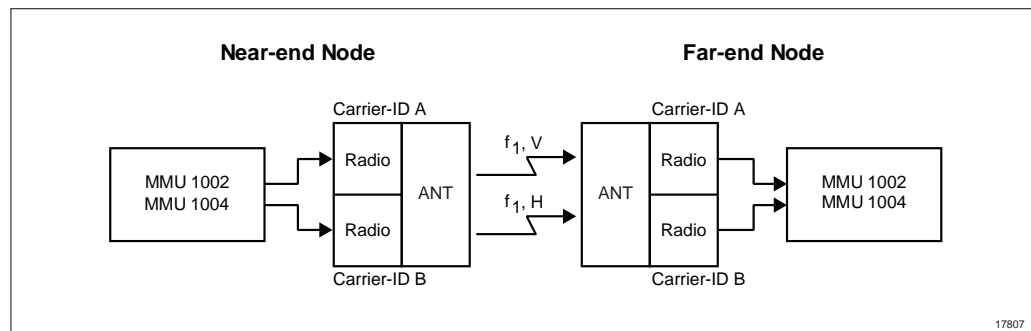 Near-end Node
Far-end Node
Carrier-ID A
Carrier-ID A
MMU 1002
MMU 1004
Radio
Radio
ANT
f1, V
f1, H
ANT
Radio
Radio
MMU 1002
MMU 1004
Carrier-ID B
Carrier-ID B
17807